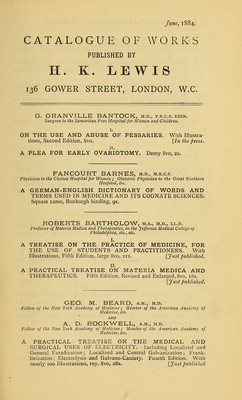 June, 1884.
CATALOGUE OF WORKS
PUBLISHED BY
H. K. LEWIS
136 GOWER STREET, LONDON, W.C.
G. GRANVILLE BANTOCK, M.D., F.R.C.S. EDIN.
Surgeon to the Samaritan Free Hospital for Women and Children.
I.
ON THE USE AND ABUSE OF PESSARIES. With Illustra-
tions, Second Edition, 8vo. [In the press.
II.
A PLEA FOR EARLY OVARIOTOMY. Demy 8vo, 2s.
FANCOURT BARNES, M.D., M.R.C.P.
Physician to the Chelsea Hospital for Women; Obstetric Physician to the Great Northern
Hospital, &c.
A GERMAN-ENGLISH DICTIONARY OF WORDS AND
TERMS USED IN MEDICINE AND ITS COGNATE SCIENCES.
Square 12mo, Roxburgh binding, 9s.
ROBERTS BARTHOLOW, M.A., M.D., LL.D.
Professor of Materia Medica and Therapeutics, in the Jefferson Medical College of
Philadelphia, etc., etc.
I.
A TREATISE ON THE PRACTICE OF MEDICINE, FOR
THE USE OF STUDENTS AND PRACTITIONERS. With
Illustrations, Fifth Edition, large 8vo, 21s. [Just published.
II.
A PRACTICAL TREATISE ON MATERIA MEDICA AND
THERAPEUTICS. Fifth Edition, Revised and Enlarged, 8vo, 18s.
[Just published.
GEO. M. BEARD, A.M., M.D.
Fellow of the New York Academy of Medicine; Member of the American Academy of
Medicine, &c.
AND
A. D. ROCKWELL, A.M., M.D.
Fellow of the New York Academy of Medicine; Member of the American Academy of
Medicine, &c.
A PRACTICAL TREATISE ON THE MEDICAL AND
SURGICAL USES OF ELECTRICITY. Including Localized and
General Faradization; Localized and Central Galvanization; Frank-
linization; Electrolysis and Galvano-Cautery. Fourth Edition. With
nearly 200 Illustrations, roy. 8vo, 28s. [Just published